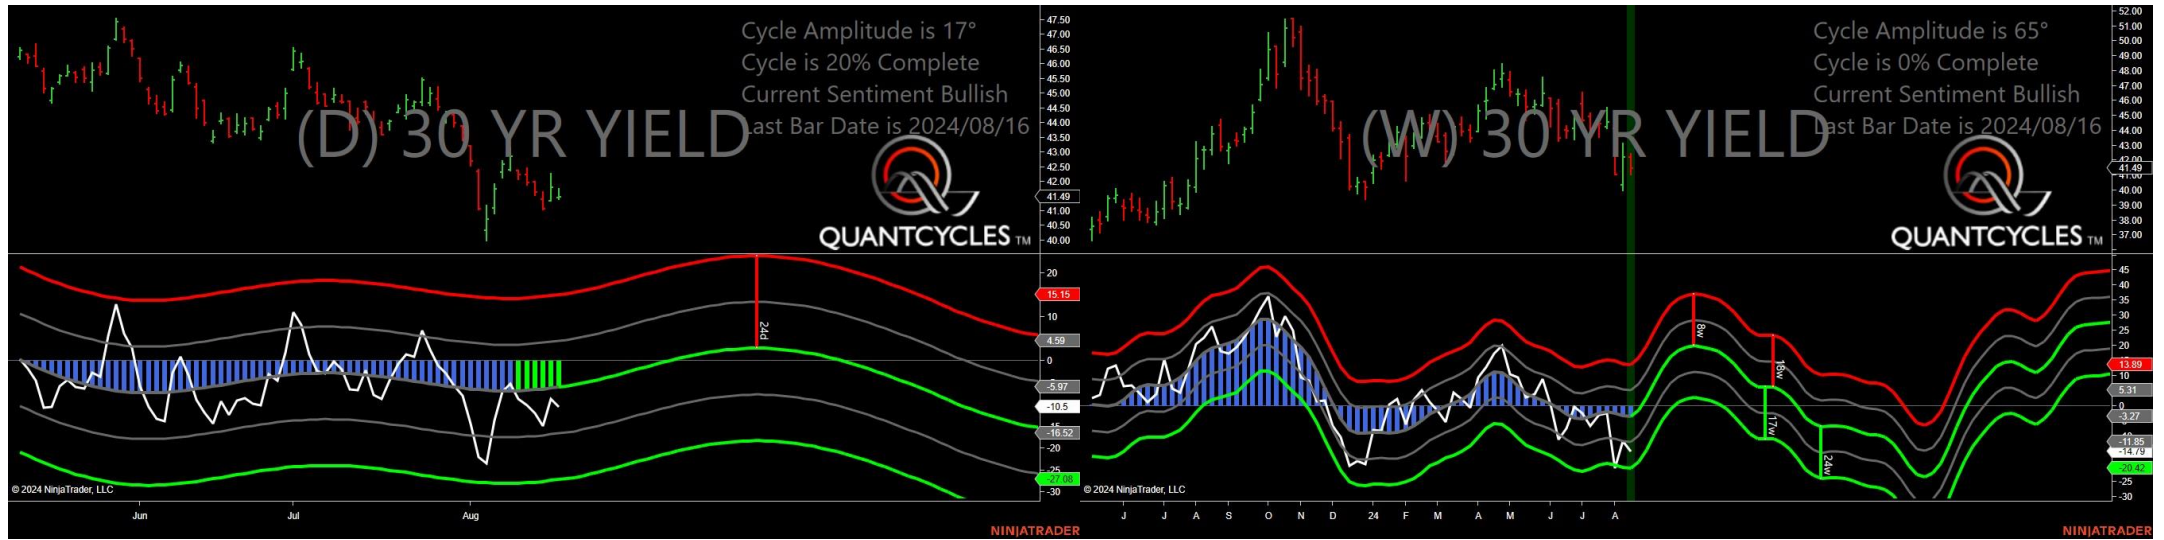 Cycle Amplitude is 17°
Cycle is 20% Complete
Current Sentiment Bullish
Last Bar Date is 2024/08/16
(D) 30 YR YIELD
QUANTCYCLES TM
47.50
47.00
46.50
46.00
45.50
45.00
44.50
44.00
43.50
43.00
42.50
42.00
41.49
41.00
40.50
40.00
24d
20
15.15
10
4.59
0
-5.97
-10.5
-16.52
-20
-25
-27.08
-30
© 2024 NinjaTrader, LLC
Jun Jul Aug
NINJATRADER
Cycle Amplitude is 65°
Cycle is 0% Complete
Current Sentiment Bullish
Last Bar Date is 2024/08/16
(W) 30 YR YIELD
QUANTCYCLES TM
52.00
51.00
50.00
49.00
48.00
47.00
46.00
45.00
44.00
43.00
42.00
41.49
41.00
40.00
39.00
38.00
37.00
8w
18w
17w
24w
45
40
35
30
25
20
13.89
10
5.31
0
-3.27
-11.85
-14.79
-20.42
-25
-30
© 2024 NinjaTrader, LLC
J J A S O N D 24 F M A M J J A
NINJATRADER